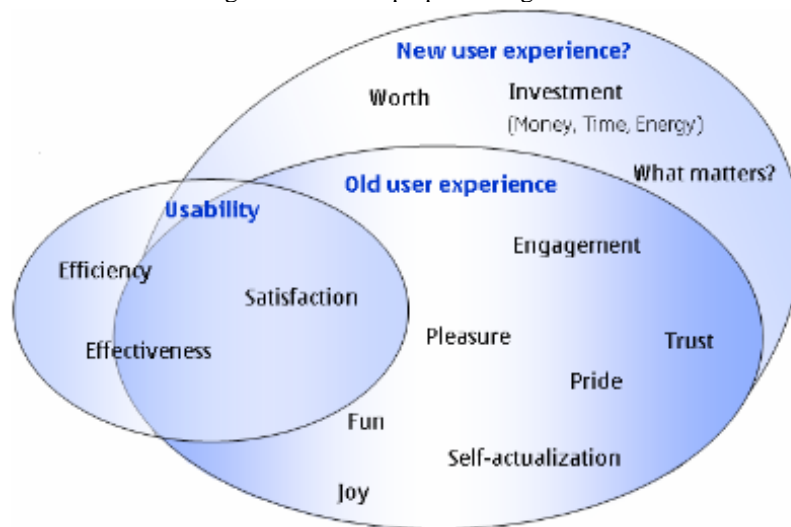 New user experience?
Worth
Investment
(Money, Time, Energy)
What matters?
Old user experience
Usability
Engagement
Efficiency
Satisfaction
Effectiveness
Pleasure
Trust
Pride
Fun
Self-actualization
Joy